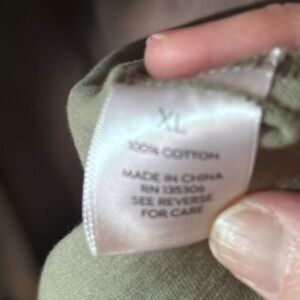 XL
100% COTTON
MADE IN CHINA
RN 135306
SEE REVERSE
FOR CARE